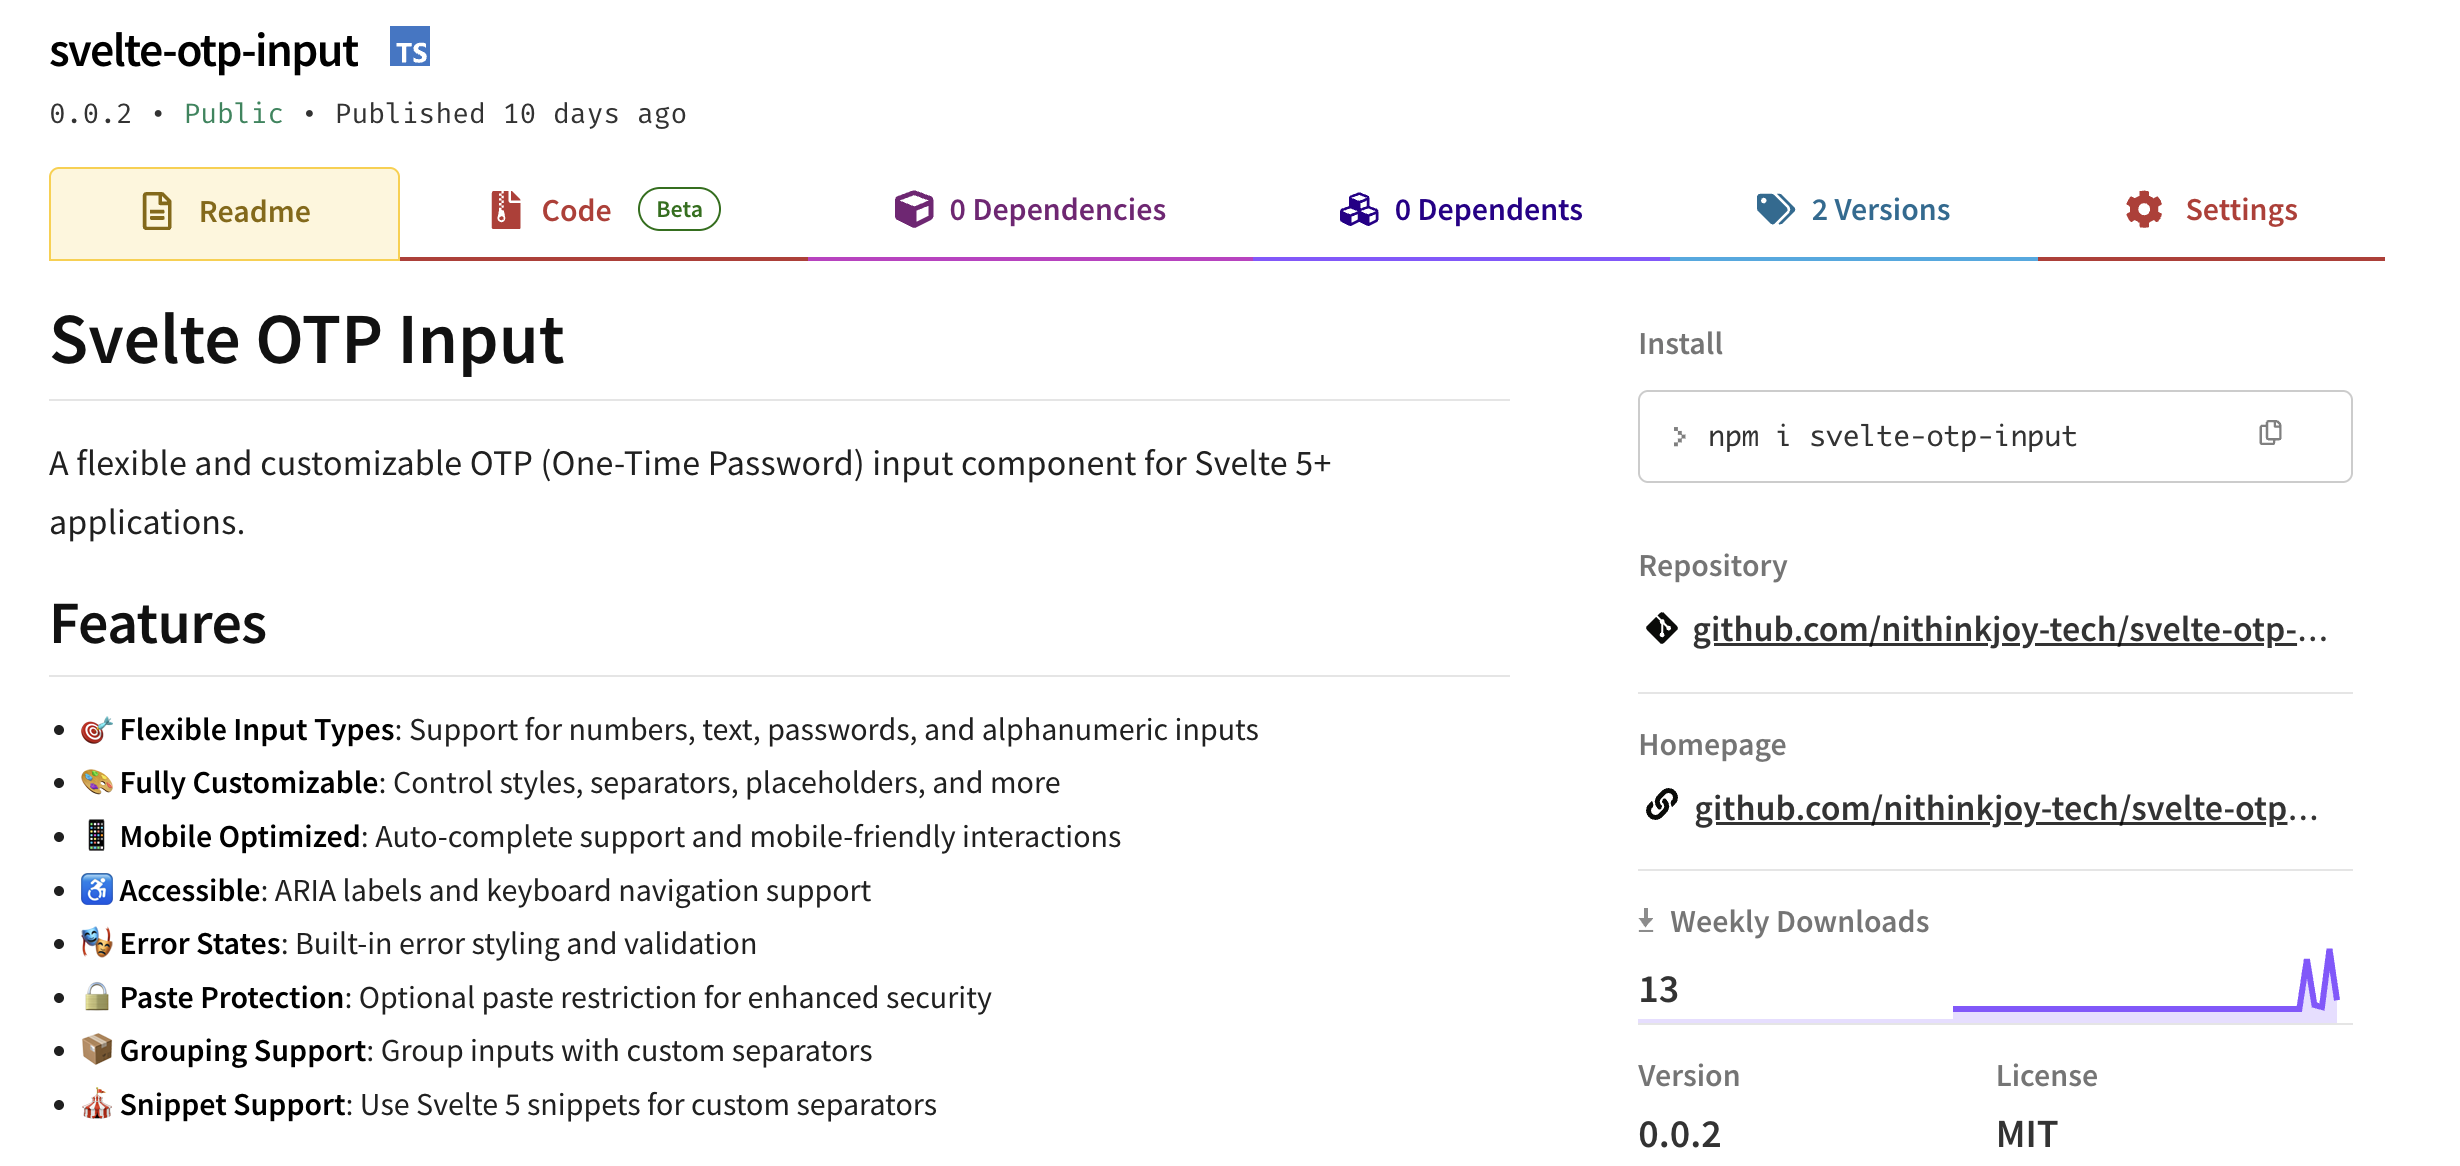 svelte-otp-input TS
0.0.2 • Public • Published 10 days ago
Readme
Code Beta
0 Dependencies
0 Dependents
2 Versions
Settings
Svelte OTP Input
A flexible and customizable OTP (One-Time Password) input component for Svelte 5+
applications.
Features
• 🎯 Flexible Input Types: Support for numbers, text, passwords, and alphanumeric inputs
• 🎨 Fully Customizable: Control styles, separators, placeholders, and more
• 📱 Mobile Optimized: Auto-complete support and mobile-friendly interactions
• ♿ Accessible: ARIA labels and keyboard navigation support
• 🎭 Error States: Built-in error styling and validation
• 🔒 Paste Protection: Optional paste restriction for enhanced security
• 📦 Grouping Support: Group inputs with custom separators
• 🎪 Snippet Support: Use Svelte 5 snippets for custom separators
Install
> npm i svelte-otp-input
Repository
github.com/nithinkjoy-tech/svelte-otp-...
Homepage
github.com/nithinkjoy-tech/svelte-otp...
Weekly Downloads
13
Version
0.0.2
License
MIT